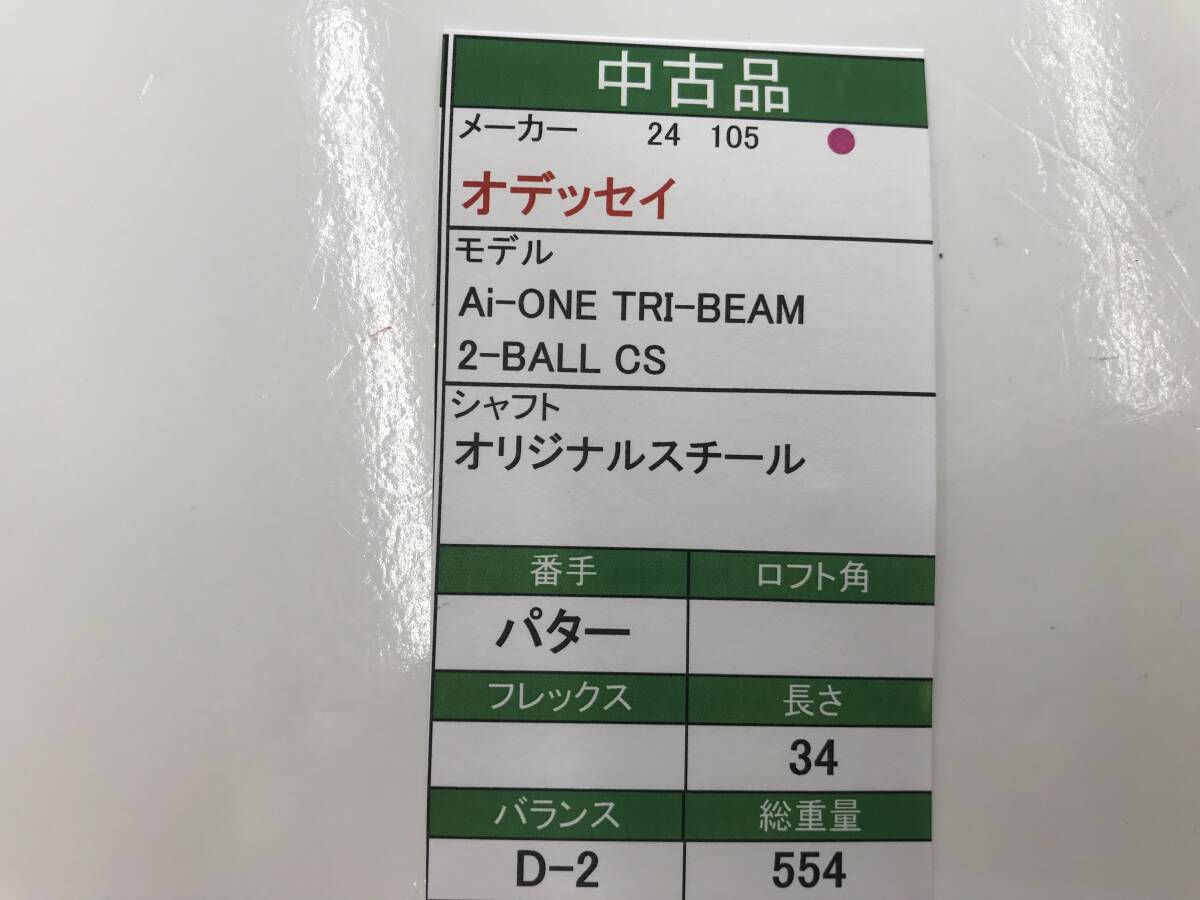 中古品
メーカー 24 105
オデッセイ
モデル
Ai-ONE TRI-BEAM
2-BALL CS
シャフト
オリジナルスチール
番手 ロフト角
パター
フレックス 長さ
34
バランス 総重量
D-2 554